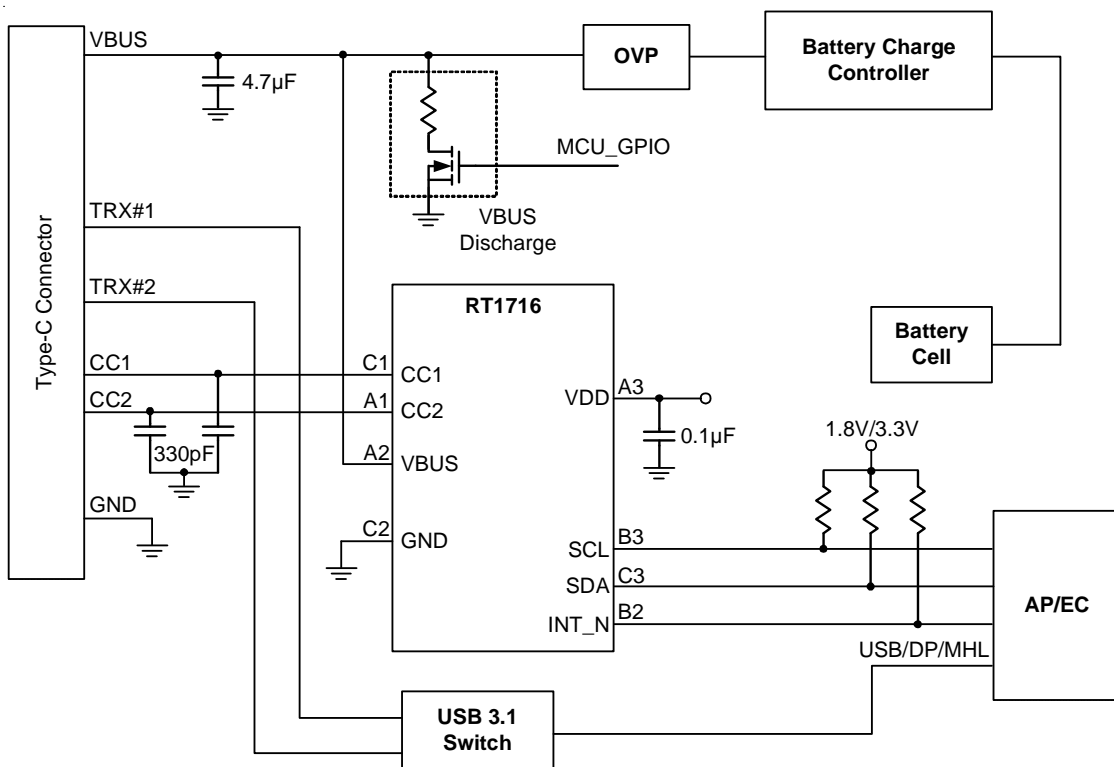 VBUS
4.7µF
OVP
Battery Charge
Controller
MCU_GPIO
VBUS
Discharge
Type-C Connector
TRX#1
TRX#2
CC1
CC2
330pF
GND
RT1716
C1
CC1
A1
CC2
A2
VBUS
C2
GND
VDD
A3
0.1µF
SCL
B3
SDA
C3
INT_N
B2
Battery
Cell
1.8V/3.3V
AP/EC
USB/DP/MHL
USB 3.1
Switch